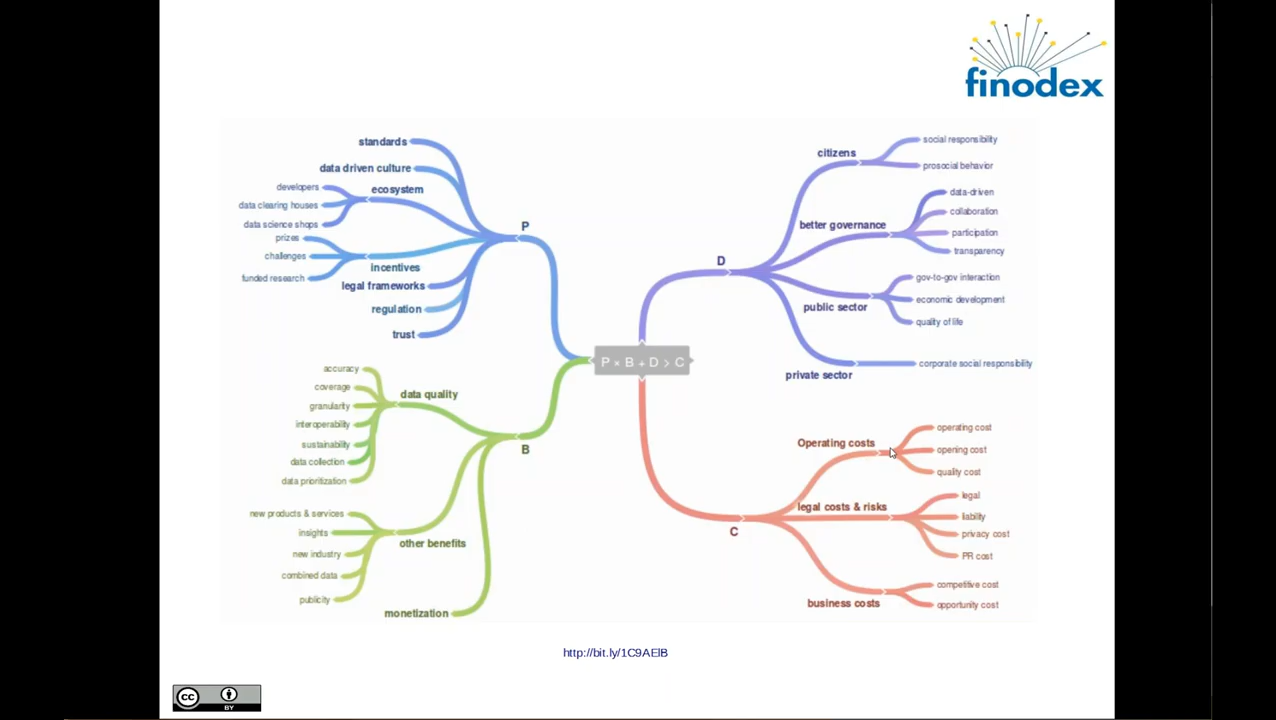 finodex
standards
data driven culture
ecosystem
developers
data clearing houses
data science shops
prizes
challenges
funded research
incentives
legal frameworks
regulation
trust
P
accuracy
coverage
granularity
interoperability
sustainability
data collection
data prioritization
data quality
B
new products & services
insights
new industry
combined data
publicity
other benefits
monetization
P × B + D > C
D
citizens
social responsibility
prosocial behavior
better governance
data-driven
collaboration
participation
transparency
public sector
gov-to-gov interaction
economic development
quality of life
private sector
corporate social responsibility
C
Operating costs
operating cost
opening cost
quality cost
legal costs & risks
legal
liability
privacy cost
PR cost
business costs
competitive cost
opportunity cost
http://bit.ly/1C9AElB
cc
BY